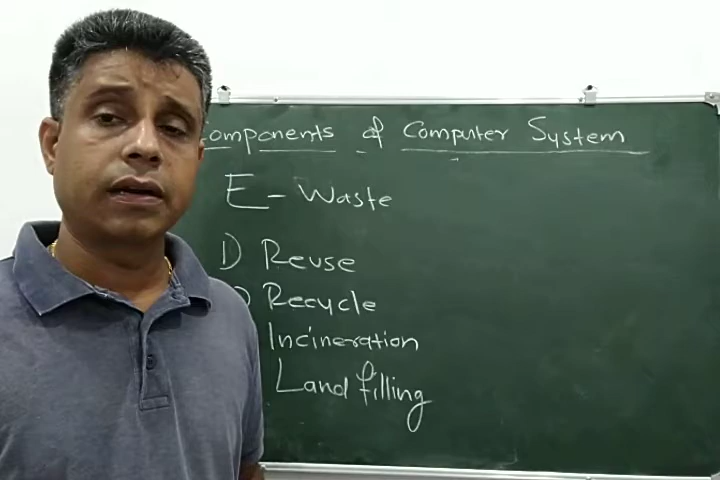 omponents of Computer System
E-Waste
1) Reuse
) Recycle
Incineration
Land filling